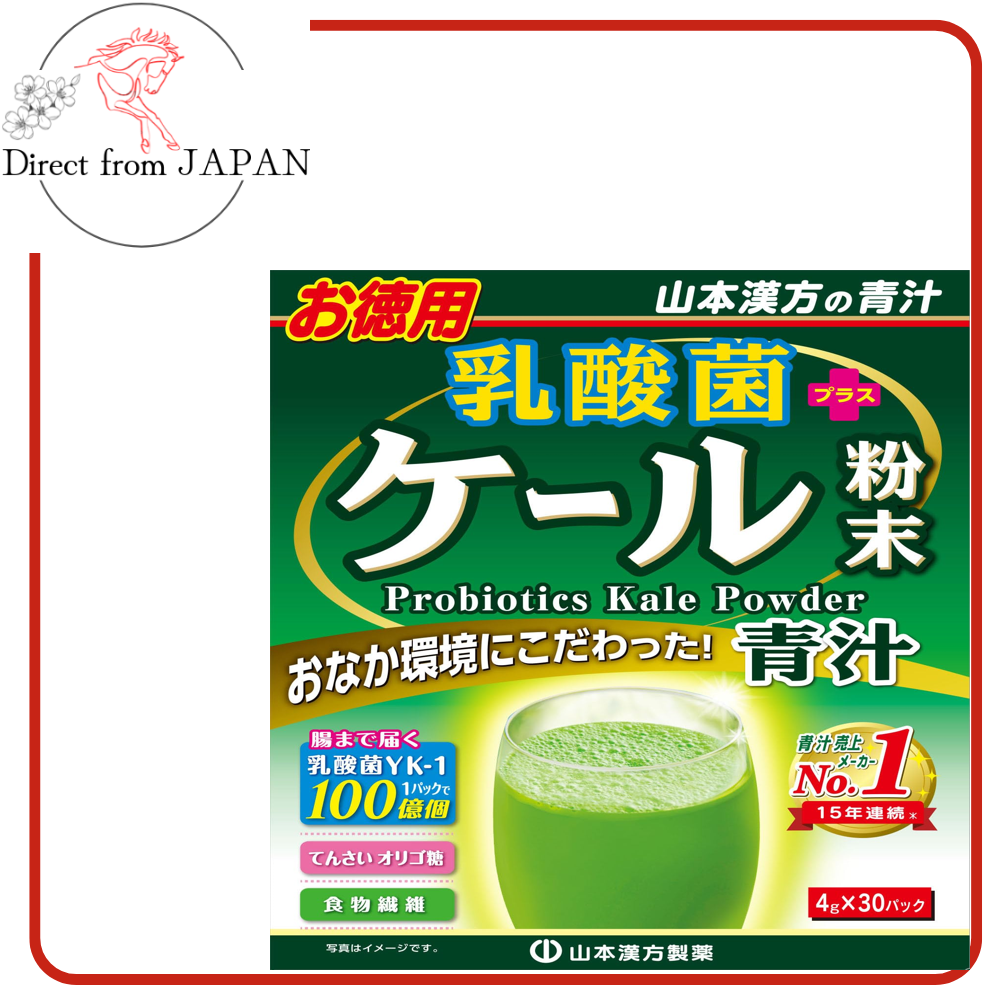 Direct from JAPAN
お徳用
山本漢方の青汁
乳酸菌
プラス
ケール
粉末
Probiotics Kale Powder
おなか環境にこだわった!
青汁
腸まで届く
乳酸菌YK-1
1パックで
100億個
てんさい オリゴ糖
食物繊維
青汁売上
メーカー
No.1
15年連続※
4g×30パック
写真はイメージです。
山本漢方製薬